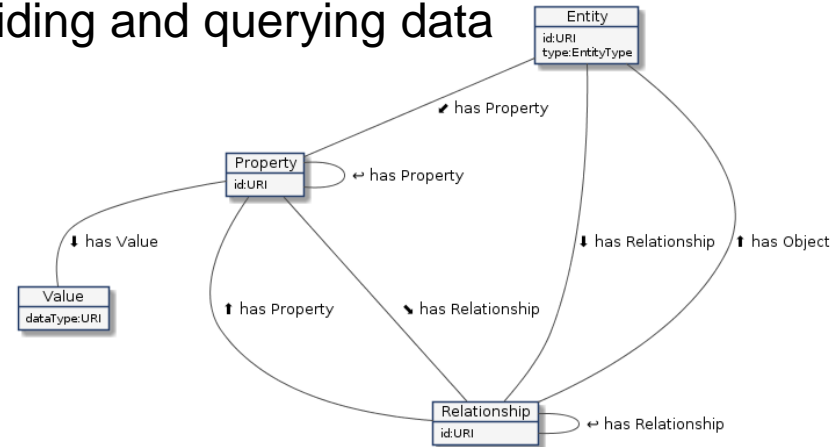 iding and querying data
Entity
id:URI
type:EntityType
⬋ has Property
Property
id:URI
↩ has Property
⬇ has Value
⬇ has Relationship
⬆ has Object
Value
dataType:URI
⬆ has Property
⬊ has Relationship
Relationship
id:URI
↩ has Relationship